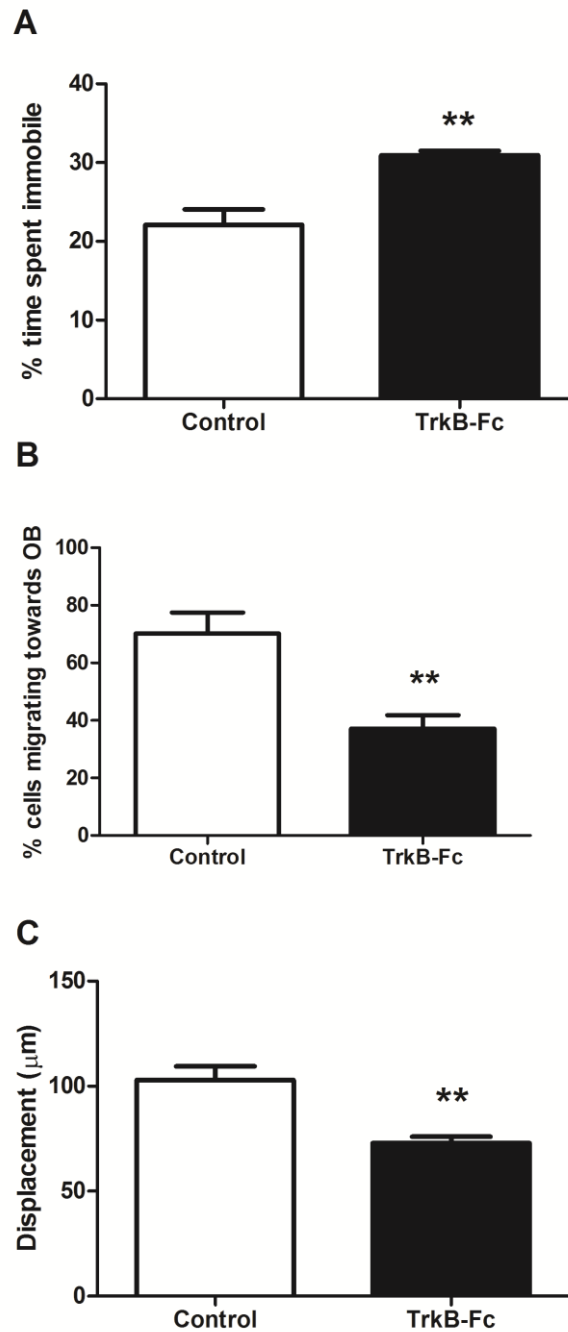 A
% time spent immobile
40
30
20
10
0
**
Control TrkB-Fc
B
% cells migrating towards OB
100
80
60
40
20
0
**
Control TrkB-Fc
C
Displacement (μm)
150
100
50
0
**
Control TrkB-Fc